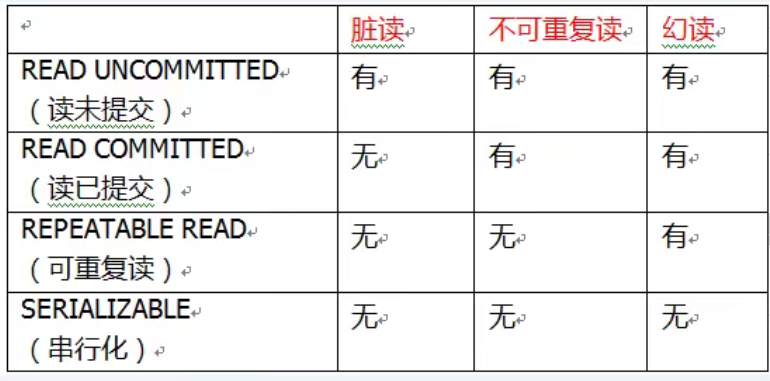 脏读 不可重复读 幻读
READ UNCOMMITTED 有 有 有
（读未提交）
READ COMMITTED 无 有 有
（读已提交）
REPEATABLE READ 无 无 有
（可重复读）
SERIALIZABLE 无 无 无
（串行化）